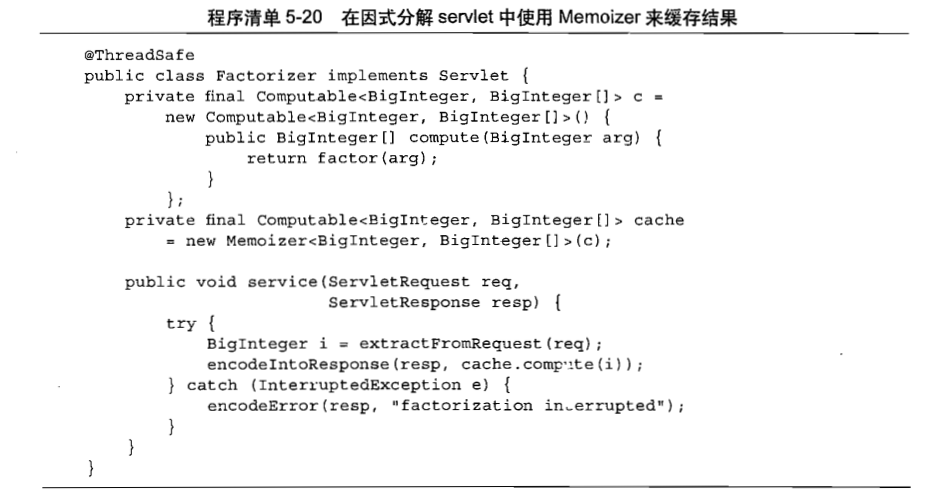 程序清单 5-20 在因式分解 servlet 中使用 Memoizer 来缓存结果
@ThreadSafe
public class Factorizer implements Servlet {
    private final Computable<BigInteger, BigInteger[]> c =
        new Computable<BigInteger, BigInteger[]>() {
            public BigInteger[] compute(BigInteger arg) {
                return factor(arg);
            }
        };
    private final Computable<BigInteger, BigInteger[]> cache
        = new Memoizer<BigInteger, BigInteger[]>(c);
    public void service(ServletRequest req,
                        ServletResponse resp) {
        try {
            BigInteger i = extractFromRequest(req);
            encodeIntoResponse(resp, cache.compute(i));
        } catch (InterruptedException e) {
            encodeError(resp, "factorization interrupted");
        }
    }
}